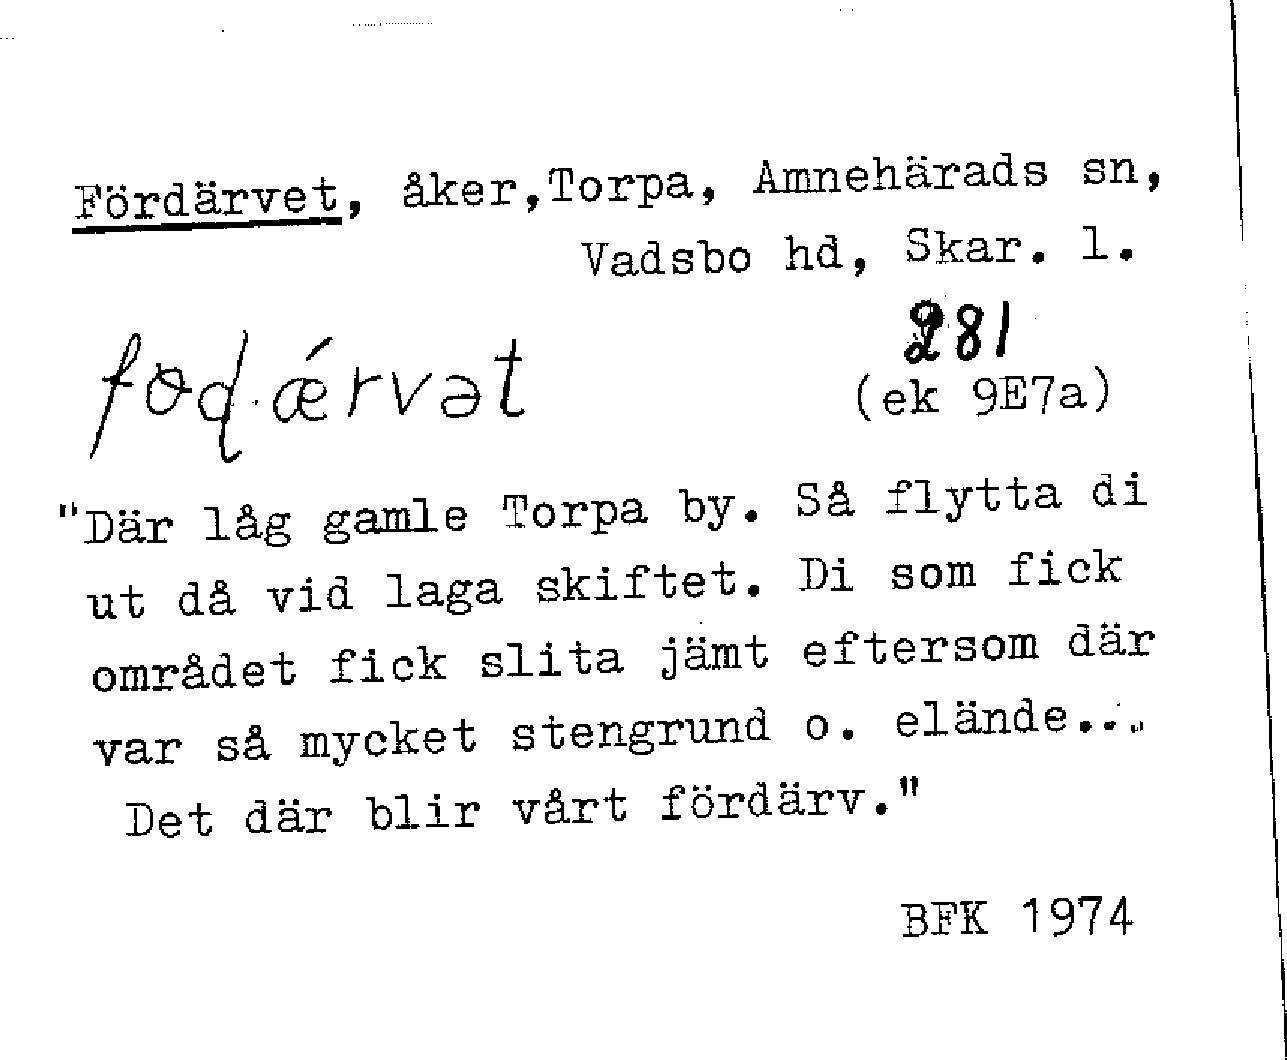 Fördärvet, åker,Torpa, Amnehärads sn,
Vadsbo hd, Skar. l.
281
(ek 9E7a)
"Där låg gamle Torpa by. Så flytta di
ut då vid laga skiftet. Di som fick
området fick slita jämt eftersom där
var så mycket stengrund o. elände...
Det där blir vårt fördärv."
BFK 1974